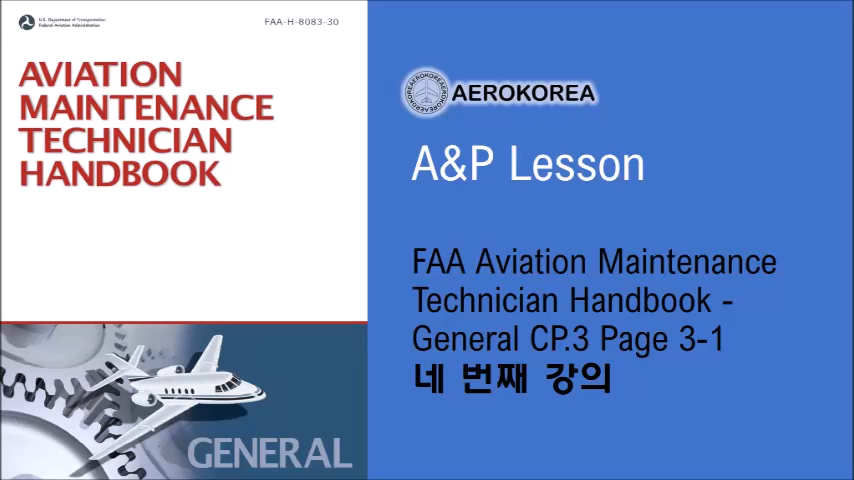 U.S. Department of Transportation
Federal Aviation Administration
FAA-H-8083-30
AVIATION
MAINTENANCE
TECHNICIAN
HANDBOOK
GENERAL
AEROKOREA
A&P Lesson
FAA Aviation Maintenance
Technician Handbook -
General CP.3 Page 3-1
네 번째 강의